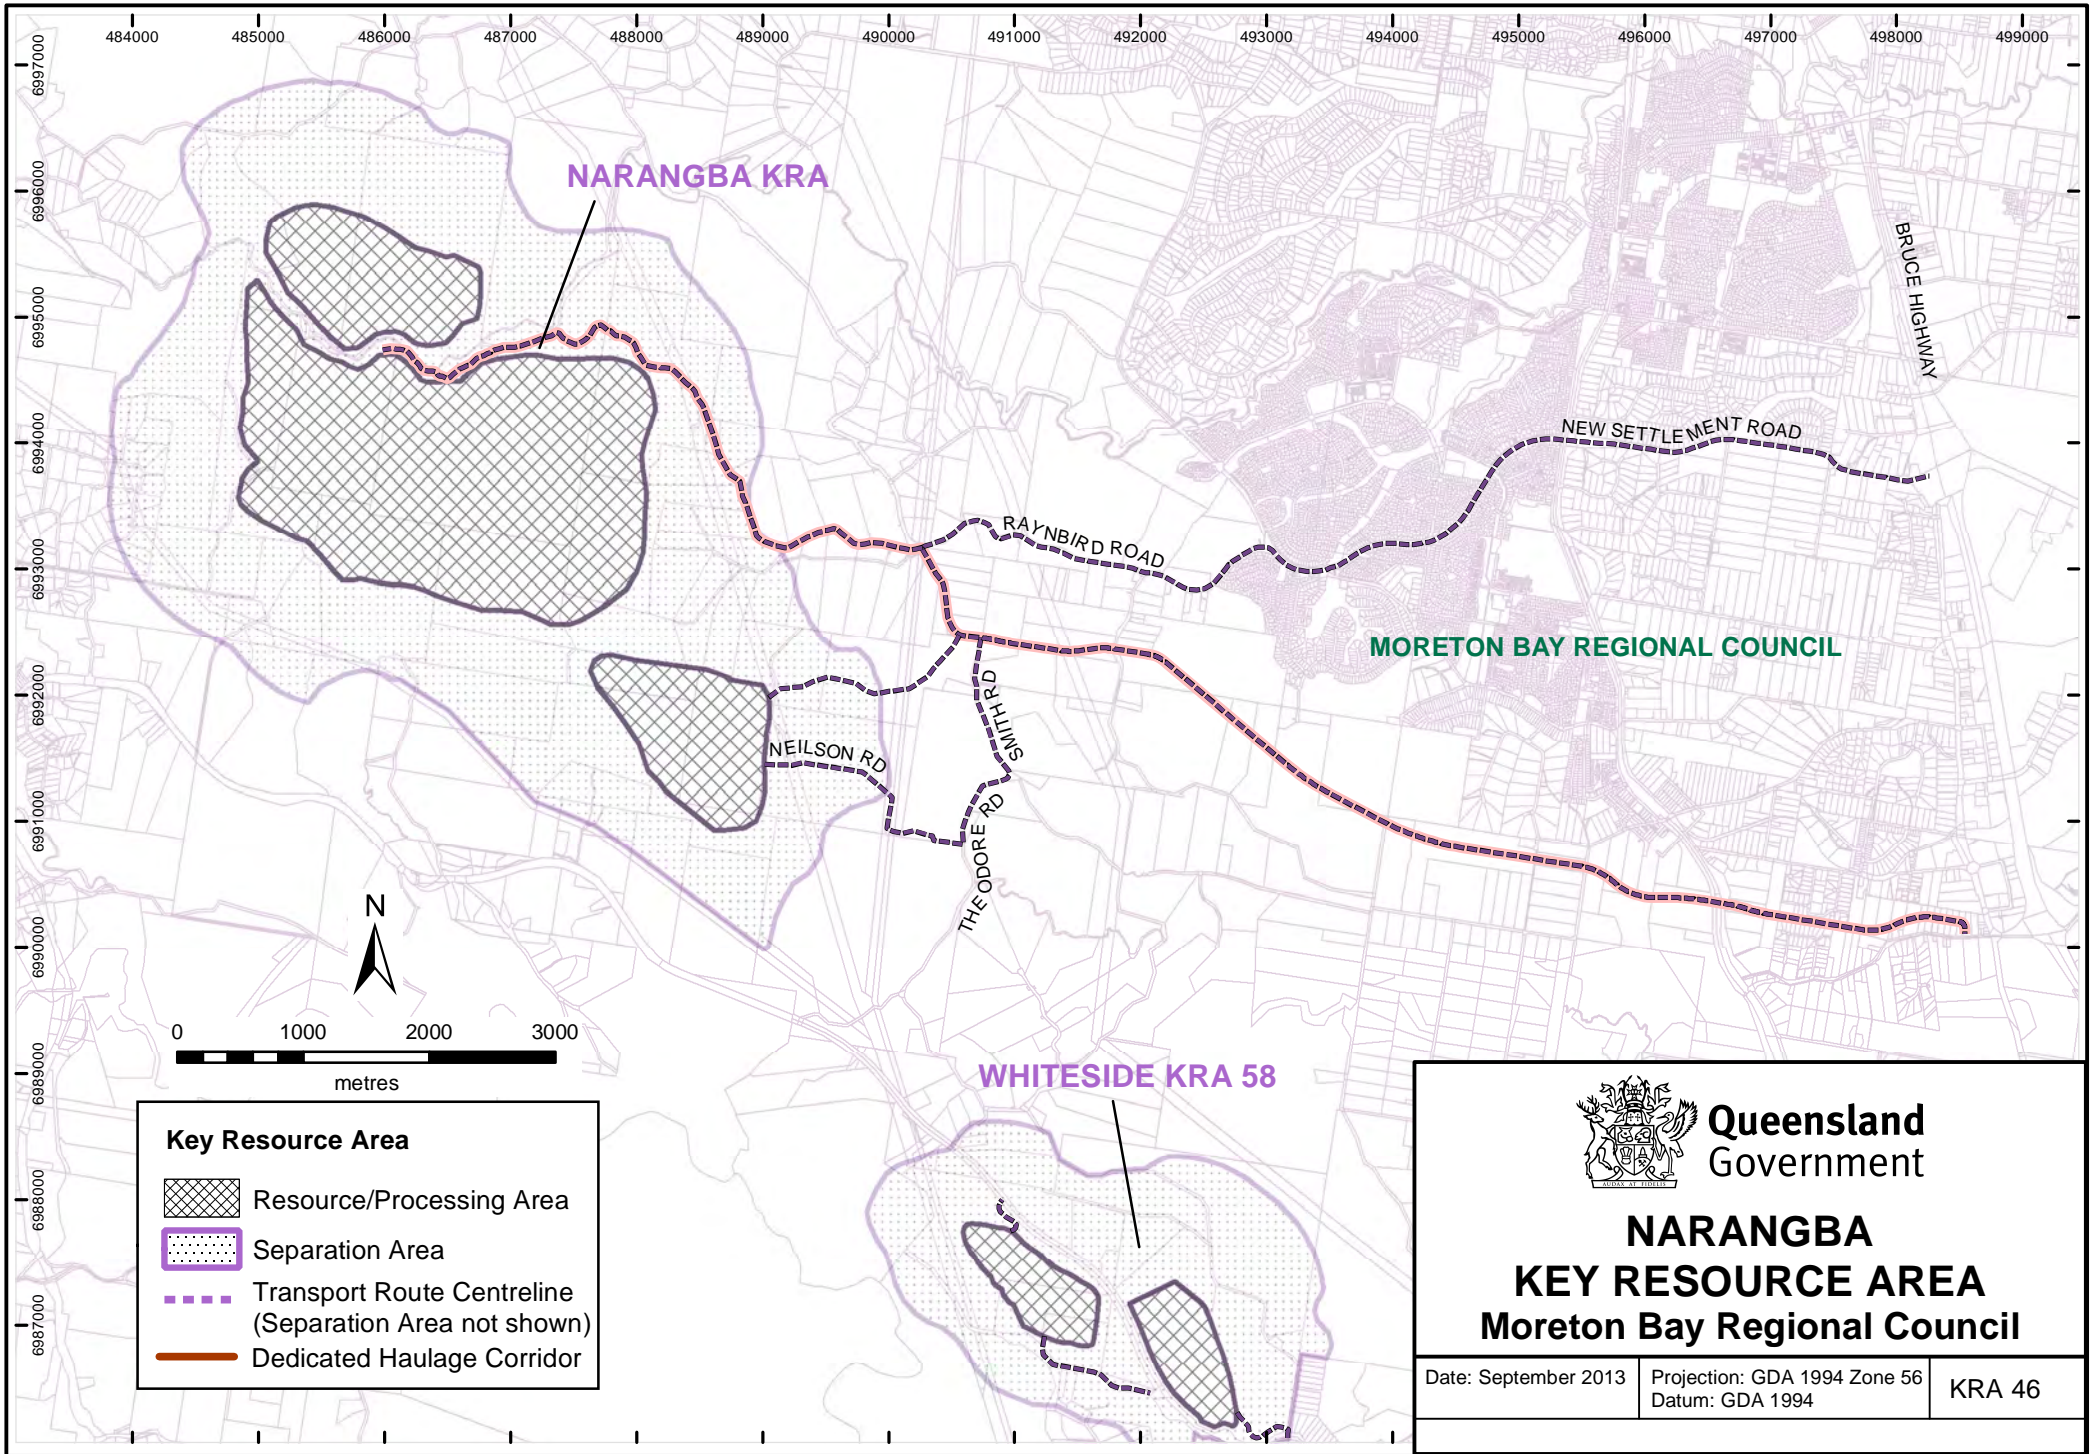 484000 485000 486000 487000 488000 489000 490000 491000 492000 493000 494000 495000 496000 497000 498000 499000
6997000
6996000
6995000
6994000
6993000
6992000
6991000
6990000
6989000
6988000
6987000
NARANGBA KRA
BRUCE HIGHWAY
NEW SETTLEMENT ROAD
RAYNBIRD ROAD
MORETON BAY REGIONAL COUNCIL
SMITH RD
NEILSON RD
THEODORE RD
N
0 1000 2000 3000
metres
WHITESIDE KRA 58
Key Resource Area
Resource/Processing Area
Separation Area
Transport Route Centreline
(Separation Area not shown)
Dedicated Haulage Corridor
AUDAX AT FIDELIS
Queensland
Government
NARANGBA
KEY RESOURCE AREA
Moreton Bay Regional Council
Date: September 2013
Projection: GDA 1994 Zone 56
Datum: GDA 1994
KRA 46